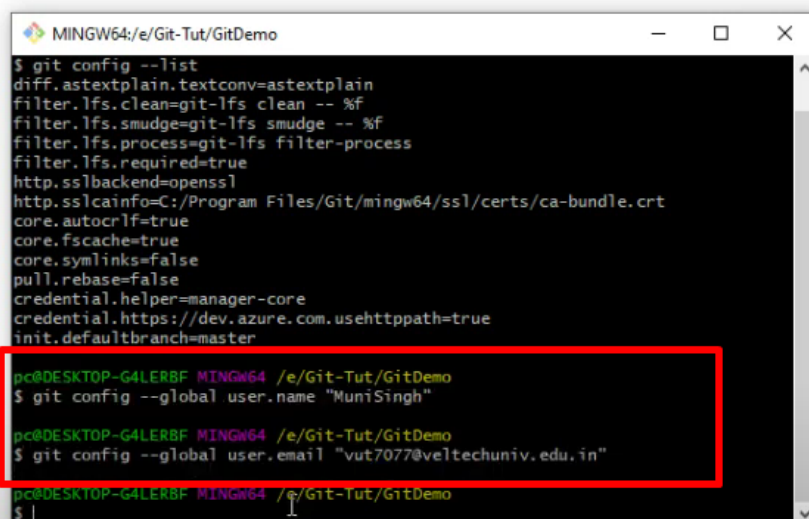 MINGW64:/e/Git-Tut/GitDemo
$ git config --list
diff.astextplain.textconv=astextplain
filter.lfs.clean=git-lfs clean -- %f
filter.lfs.smudge=git-lfs smudge -- %f
filter.lfs.process=git-lfs filter-process
filter.lfs.required=true
http.sslbackend=openssl
http.sslcainfo=C:/Program Files/Git/mingw64/ssl/certs/ca-bundle.crt
core.autocrlf=true
core.fscache=true
core.symlinks=false
pull.rebase=false
credential.helper=manager-core
credential.https://dev.azure.com.usehttppath=true
init.defaultbranch=master
pc@DESKTOP-G4LERBF MINGW64 /e/Git-Tut/GitDemo
$ git config --global user.name "MuniSingh"
pc@DESKTOP-G4LERBF MINGW64 /e/Git-Tut/GitDemo
$ git config --global user.email "vut7077@veltechuniv.edu.in"
pc@DESKTOP-G4LERBF MINGW64 /e/Git-Tut/GitDemo
$